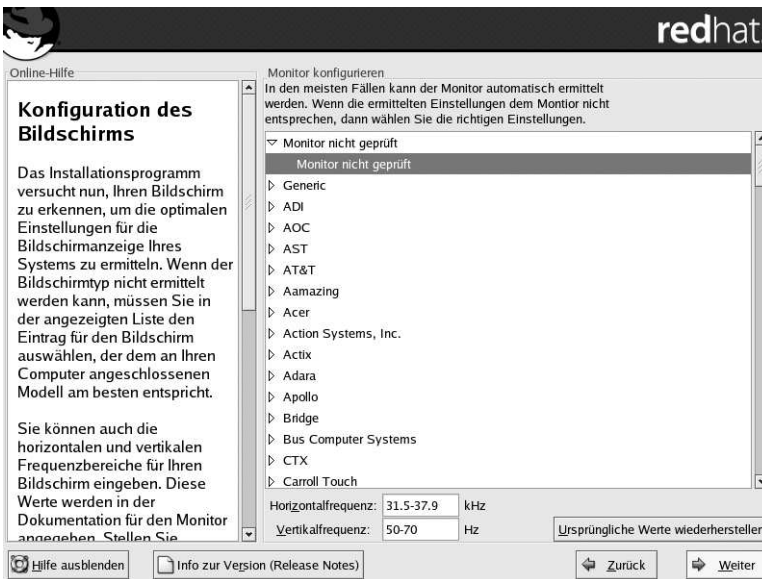 redhat
Online-Hilfe
Konfiguration des
Bildschirms
Das Installationsprogramm
versucht nun, Ihren Bildschirm
zu erkennen, um die optimalen
Einstellungen für die
Bildschirmanzeige Ihres
Systems zu ermitteln. Wenn der
Bildschirmtyp nicht ermittelt
werden kann, müssen Sie in
der angezeigten Liste den
Eintrag für den Bildschirm
auswählen, der dem an Ihren
Computer angeschlossenen
Modell am besten entspricht.
Sie können auch die
horizontalen und vertikalen
Frequenzbereiche für Ihren
Bildschirm eingeben. Diese
Werte werden in der
Dokumentation für den Monitor
angegeben. Stellen Sie
Monitor konfigurieren
In den meisten Fällen kann der Monitor automatisch ermittelt
werden. Wenn die ermittelten Einstellungen dem Montior nicht
entsprechen, dann wählen Sie die richtigen Einstellungen.
Monitor nicht geprüft
Monitor nicht geprüft
Generic
ADI
AOC
AST
AT&T
Aamazing
Acer
Action Systems, Inc.
Actix
Adara
Apollo
Bridge
Bus Computer Systems
CTX
Carroll Touch
Horizontalfrequenz: 31.5-37.9 kHz
Vertikalfrequenz: 50-70 Hz
Ursprüngliche Werte wiederhersteller
Hilfe ausblenden
Info zur Version (Release Notes)
Zurück
Weiter